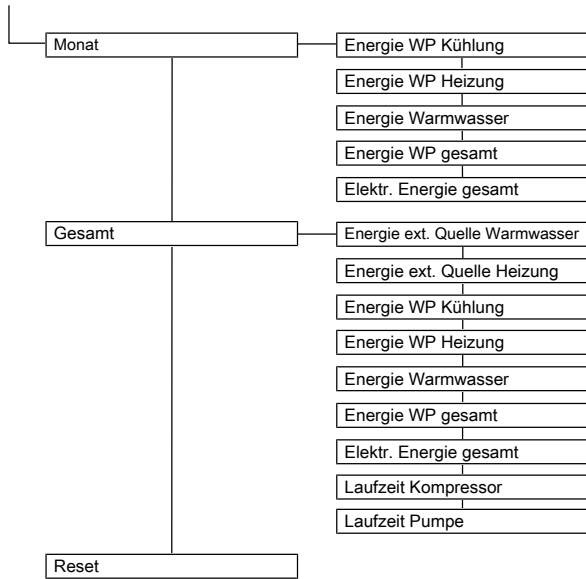 Monat
Energie WP Kühlung
Energie WP Heizung
Energie Warmwasser
Energie WP gesamt
Elektr. Energie gesamt
Gesamt
Energie ext. Quelle Warmwasser
Energie ext. Quelle Heizung
Energie WP Kühlung
Energie WP Heizung
Energie Warmwasser
Energie WP gesamt
Elektr. Energie gesamt
Laufzeit Kompressor
Laufzeit Pumpe
Reset